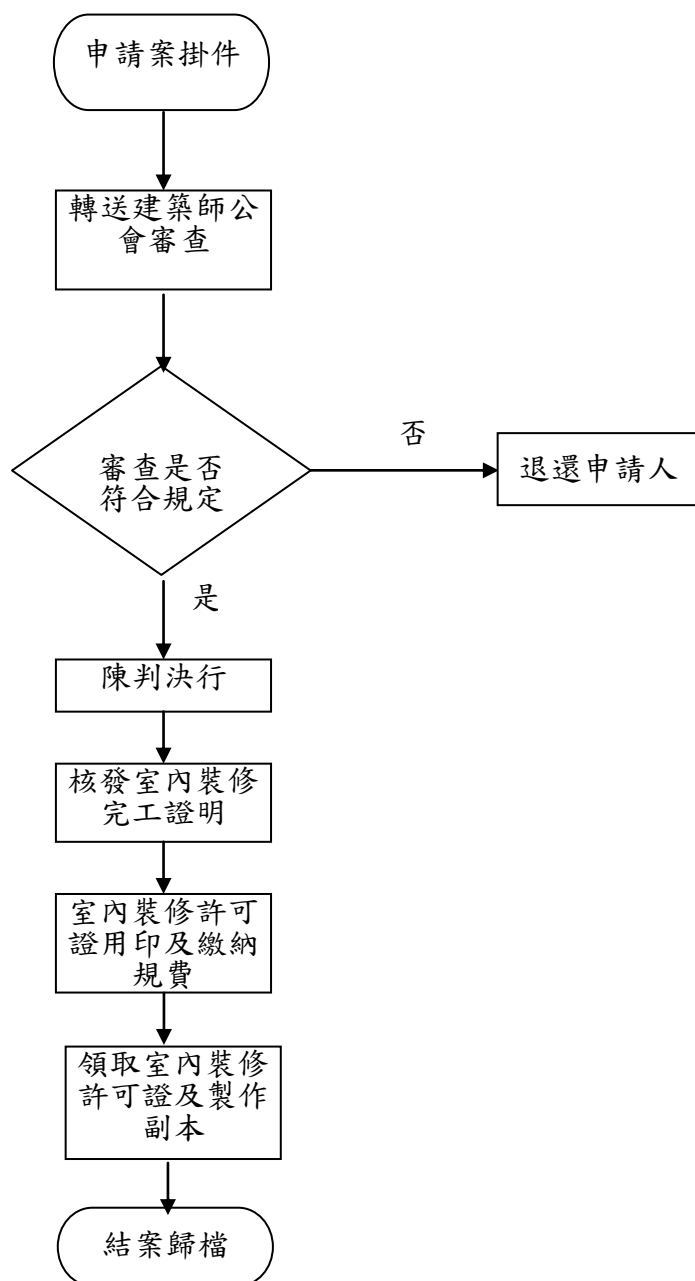 申請案掛件
轉送建築師公
會審查
審查是否
符合規定
否
退還申請人
是
陳判決行
核發室內裝修
完工證明
室內裝修許可
證用印及繳納
規費
領取室內裝修
許可證及製作
副本
結案歸檔